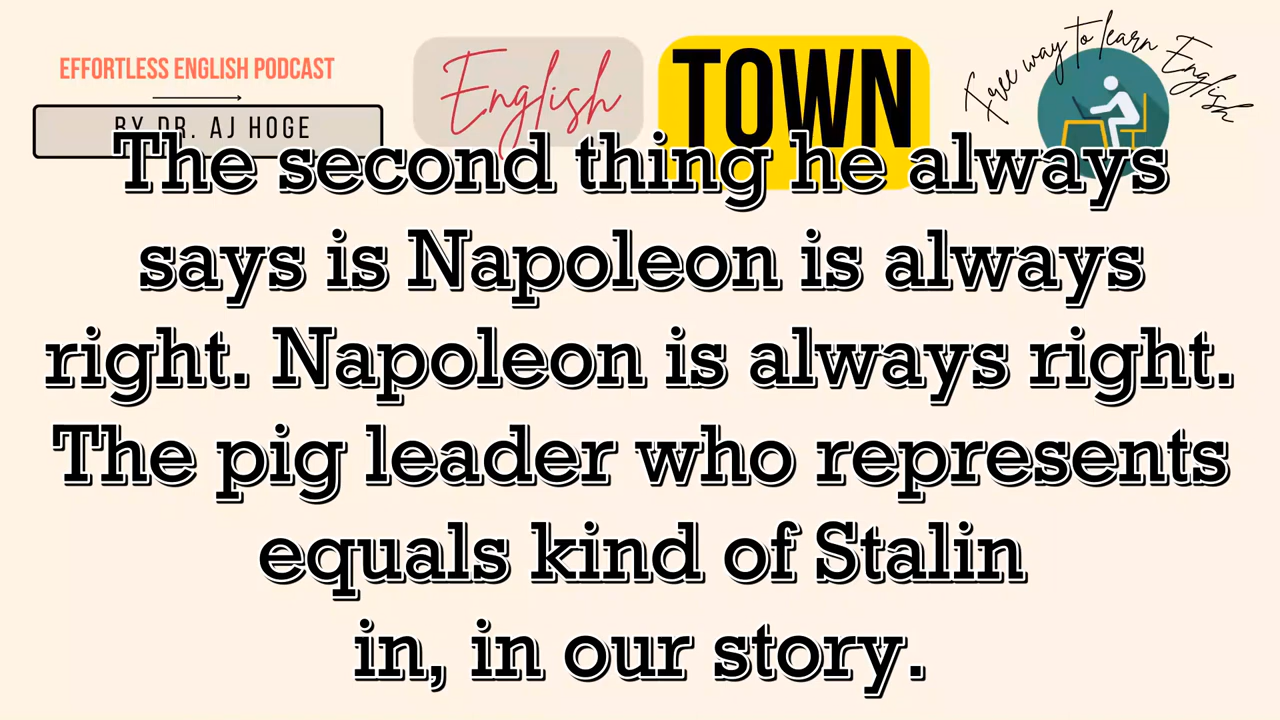 EFFORTLESS ENGLISH PODCAST
BY DR. AJ HOGE
English
TOWN
Free way to learn English
The second thing he always
says is Napoleon is always
right. Napoleon is always right.
The pig leader who represents
equals kind of Stalin
in, in our story.